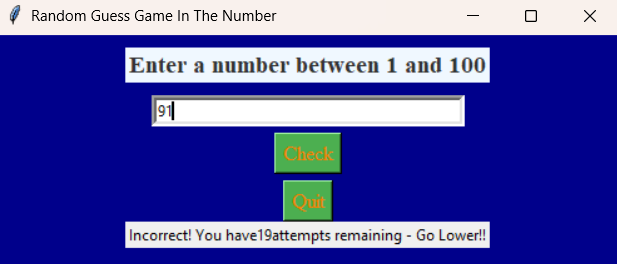 Random Guess Game In The Number
Enter a number between 1 and 100
91
Check
Quit
Incorrect! You have19attempts remaining - Go Lower!!